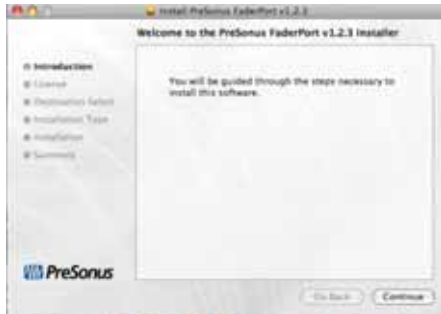 Install PreSonus FaderPort v1.2.3
Welcome to the PreSonus FaderPort v1.2.3 Installer
Introduction
License
Destination Select
Installation Type
Installation
Summary
You will be guided through the steps necessary to
install this software.
PreSonus
Go Back
Continue